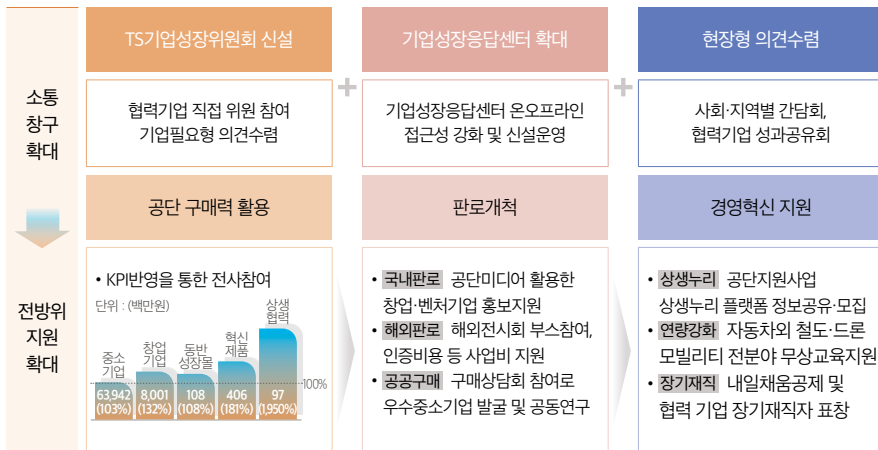 소통
창구
확대
TS기업성장위원회 신설
협력기업 직접 위원 참여
기업필요형 의견수렴
+
기업성장응답센터 확대
기업성장응답센터 온오프라인
접근성 강화 및 신설운영
+
현장형 의견수렴
사회·지역별 간담회,
협력기업 성과공유회
전방위
지원
확대
공단 구매력 활용
• KPI반영을 통한 전사참여
단위 : (백만원)
중소
기업
63,942
(103%)
창업
기업
8,001
(132%)
동반
성장몰
108
(108%)
혁신
제품
406
(181%)
상생
협력
97
(1,950%)
100%
판로개척
• 국내판로 공단미디어 활용한
창업·벤처기업 홍보지원
• 해외판로 해외전시회 부스참여,
인증비용 등 사업비 지원
• 공공구매 구매상담회 참여로
우수중소기업 발굴 및 공동연구
경영혁신 지원
• 상생누리 공단지원사업
상생누리 플랫폼 정보공유·모집
• 연량강화 자동차외 철도·드론
모빌리티 전분야 무상교육지원
• 장기재직 내일채움공제 및
협력 기업 장기재직자 표창